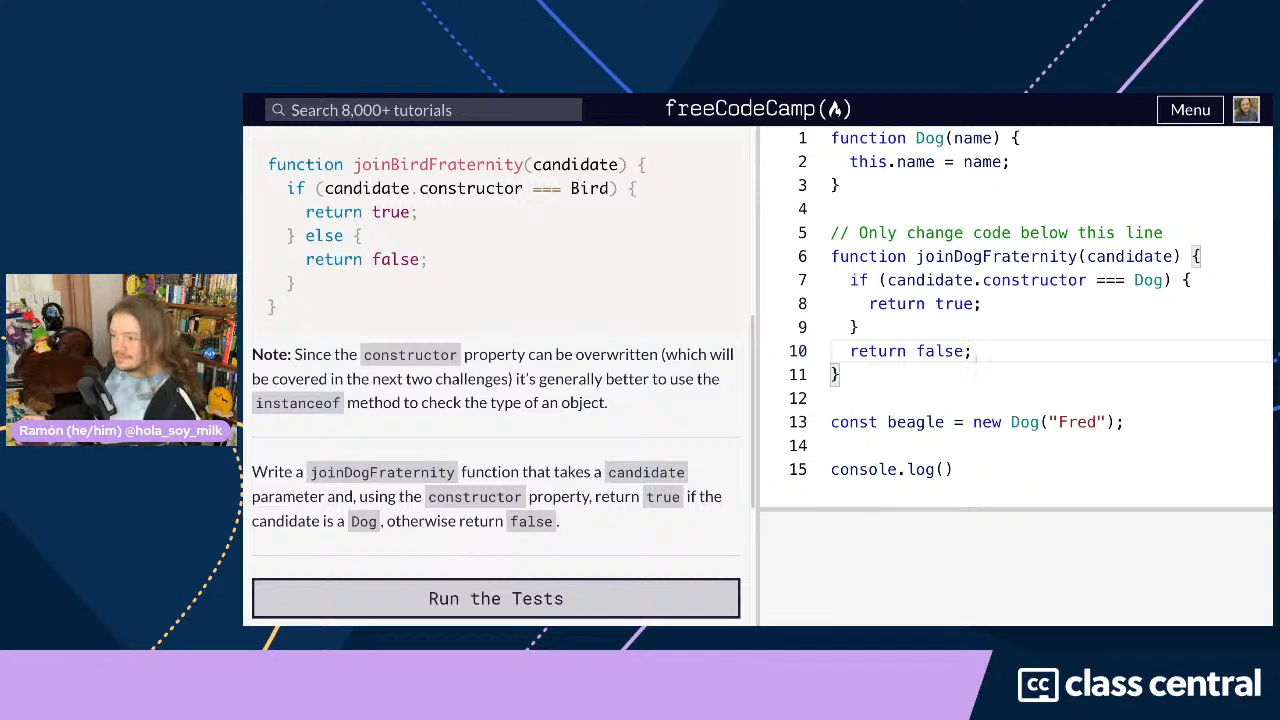 Search 8,000+ tutorials
freeCodeCamp
Menu
function joinBirdFraternity(candidate) {
if (candidate.constructor === Bird) {
return true;
} else {
return false;
}
}
Note: Since the constructor property can be overwritten (which will
be covered in the next two challenges) it's generally better to use the
instanceof method to check the type of an object.
Write a joinDogFraternity function that takes a candidate
parameter and, using the constructor property, return true if the
candidate is a Dog, otherwise return false.
Run the Tests
1 function Dog(name) {
2 this.name = name;
3 }
4
5 // Only change code below this line
6 function joinDogFraternity(candidate) {
7 if (candidate.constructor === Dog) {
8 return true;
9 }
10 return false;
11 }
12
13 const beagle = new Dog("Fred");
14
15 console.log()
Ramón (he/him) @hola_soy_milk
cc class central